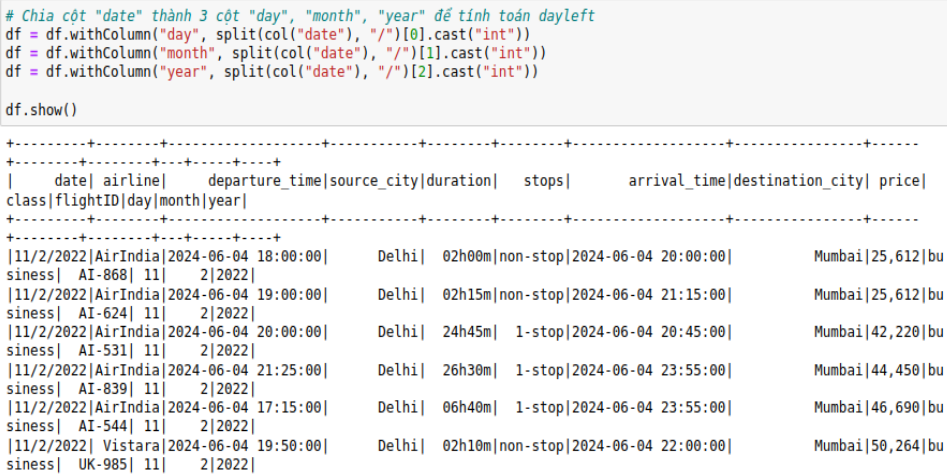 # Chia cột "date" thành 3 cột "day", "month", "year" để tính toán dayleft
df = df.withColumn("day", split(col("date"), "/")[0].cast("int"))
df = df.withColumn("month", split(col("date"), "/")[1].cast("int"))
df = df.withColumn("year", split(col("date"), "/")[2].cast("int"))

df.show()

+---------+--------+-------------------+-----------+--------+--------+-------------------+----------------+------
+--------+--------+---+-----+----+
|     date| airline|     departure_time|source_city|duration|   stops|       arrival_time|destination_city| price|
class|flightID|day|month|year|
+---------+--------+-------------------+-----------+--------+--------+-------------------+----------------+------
+--------+--------+---+-----+----+
|11/2/2022|AirIndia|2024-06-04 18:00:00|      Delhi|  02h00m|non-stop|2024-06-04 20:00:00|          Mumbai|25,612|bu
siness|  AI-868| 11|    2|2022|
|11/2/2022|AirIndia|2024-06-04 19:00:00|      Delhi|  02h15m|non-stop|2024-06-04 21:15:00|          Mumbai|25,612|bu
siness|  AI-624| 11|    2|2022|
|11/2/2022|AirIndia|2024-06-04 20:00:00|      Delhi|  24h45m|  1-stop|2024-06-04 20:45:00|          Mumbai|42,220|bu
siness|  AI-531| 11|    2|2022|
|11/2/2022|AirIndia|2024-06-04 21:25:00|      Delhi|  26h30m|  1-stop|2024-06-04 23:55:00|          Mumbai|44,450|bu
siness|  AI-839| 11|    2|2022|
|11/2/2022|AirIndia|2024-06-04 17:15:00|      Delhi|  06h40m|  1-stop|2024-06-04 23:55:00|          Mumbai|46,690|bu
siness|  AI-544| 11|    2|2022|
|11/2/2022| Vistara|2024-06-04 19:50:00|      Delhi|  02h10m|non-stop|2024-06-04 22:00:00|          Mumbai|50,264|bu
siness|  UK-985| 11|    2|2022|